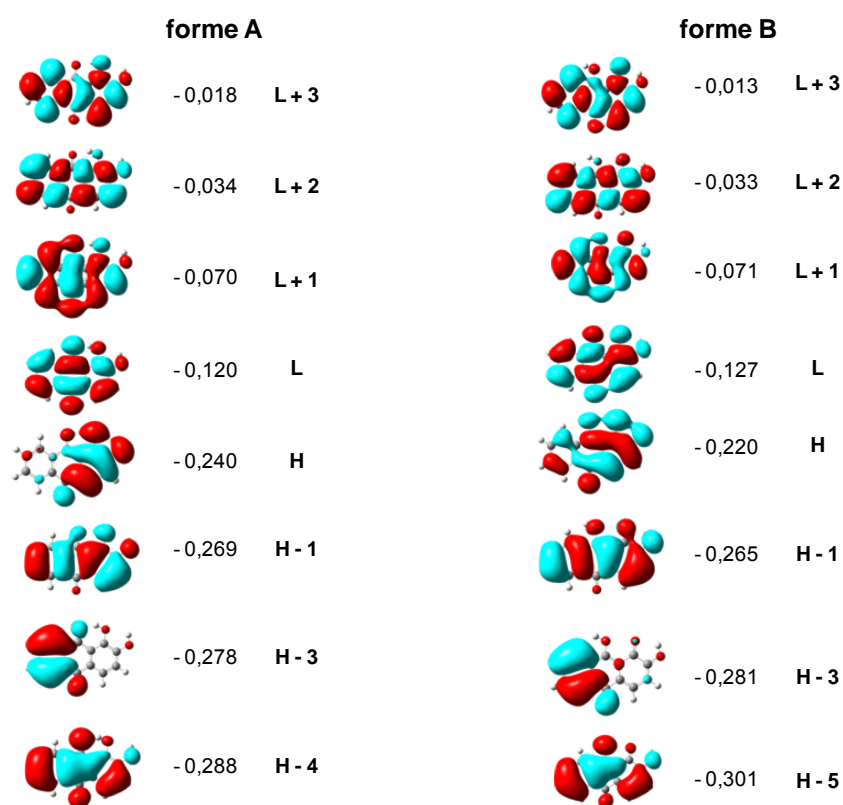 forme A
forme B
-0,018 L + 3
-0,013 L + 3
-0,034 L + 2
-0,033 L + 2
-0,070 L + 1
-0,071 L + 1
-0,120 L
-0,127 L
-0,240 H
-0,220 H
-0,269 H - 1
-0,265 H - 1
-0,278 H - 3
-0,281 H - 3
-0,288 H - 4
-0,301 H - 5